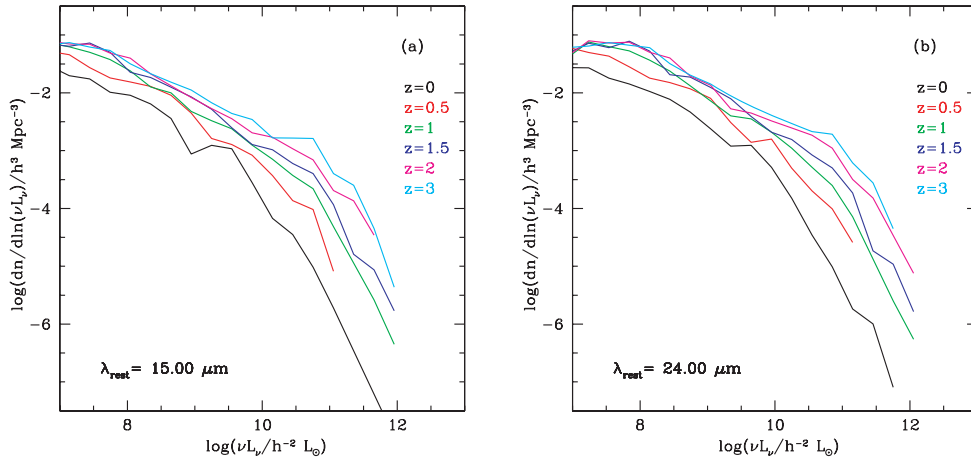 (a)
z=0
z=0.5
z=1
z=1.5
z=2
z=3
λrest= 15.00 μm
log(dn/dln(νLν)/h³ Mpc⁻³)
-2
-4
-6
8
10
12
log(νLν/h⁻² L⊙)
(b)
z=0
z=0.5
z=1
z=1.5
z=2
z=3
λrest= 24.00 μm
log(dn/dln(νLν)/h³ Mpc⁻³)
-2
-4
-6
8
10
12
log(νLν/h⁻² L⊙)